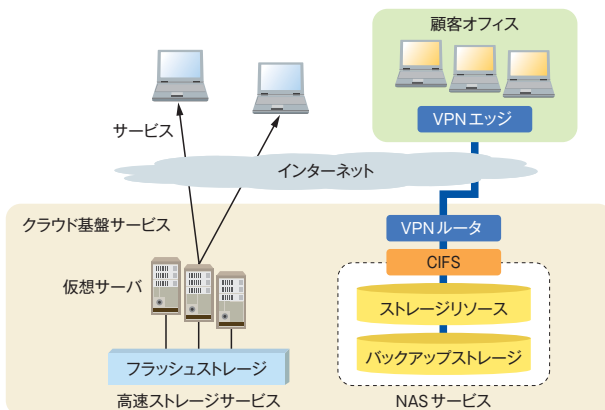 顧客オフィス
VPNエッジ
サービス
インターネット
クラウド基盤サービス
VPNルータ
CIFS
仮想サーバ
ストレージリソース
バックアップストレージ
フラッシュストレージ
高速ストレージサービス
NASサービス